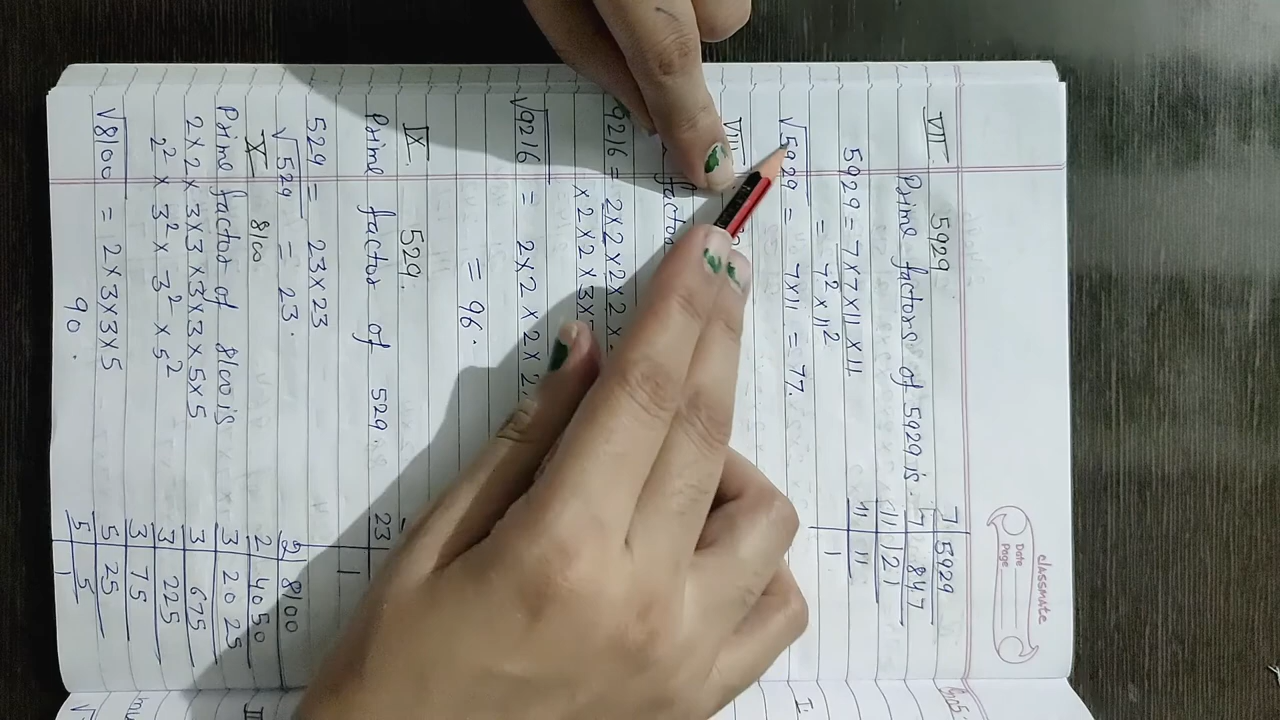 classmate
Date
Page
VII. 5929
Prime factors of 5929 is
5929 = 7×7×11×11
= 7² × 11²
√5929 = 7×11 = 77.
7 5929
7 847
11 121
11 11
1
VIII
factor
9216 = 2×2×2×2×
×2×2×3×
√9216 = 2×2×2×2
= 96.
IX 529.
Prime factor of 529.
23
1
529 = 23×23
√529 = 23.
X 8100
Prime factor of 8100 is
2×2×3×3×3×3×5×5
2² × 3² × 3² × 5²
√8100 = 2×3×3×5
90.
2 8100
2 4050
3 2025
3 675
3 225
3 75
5 25
5 5
1
I.
II